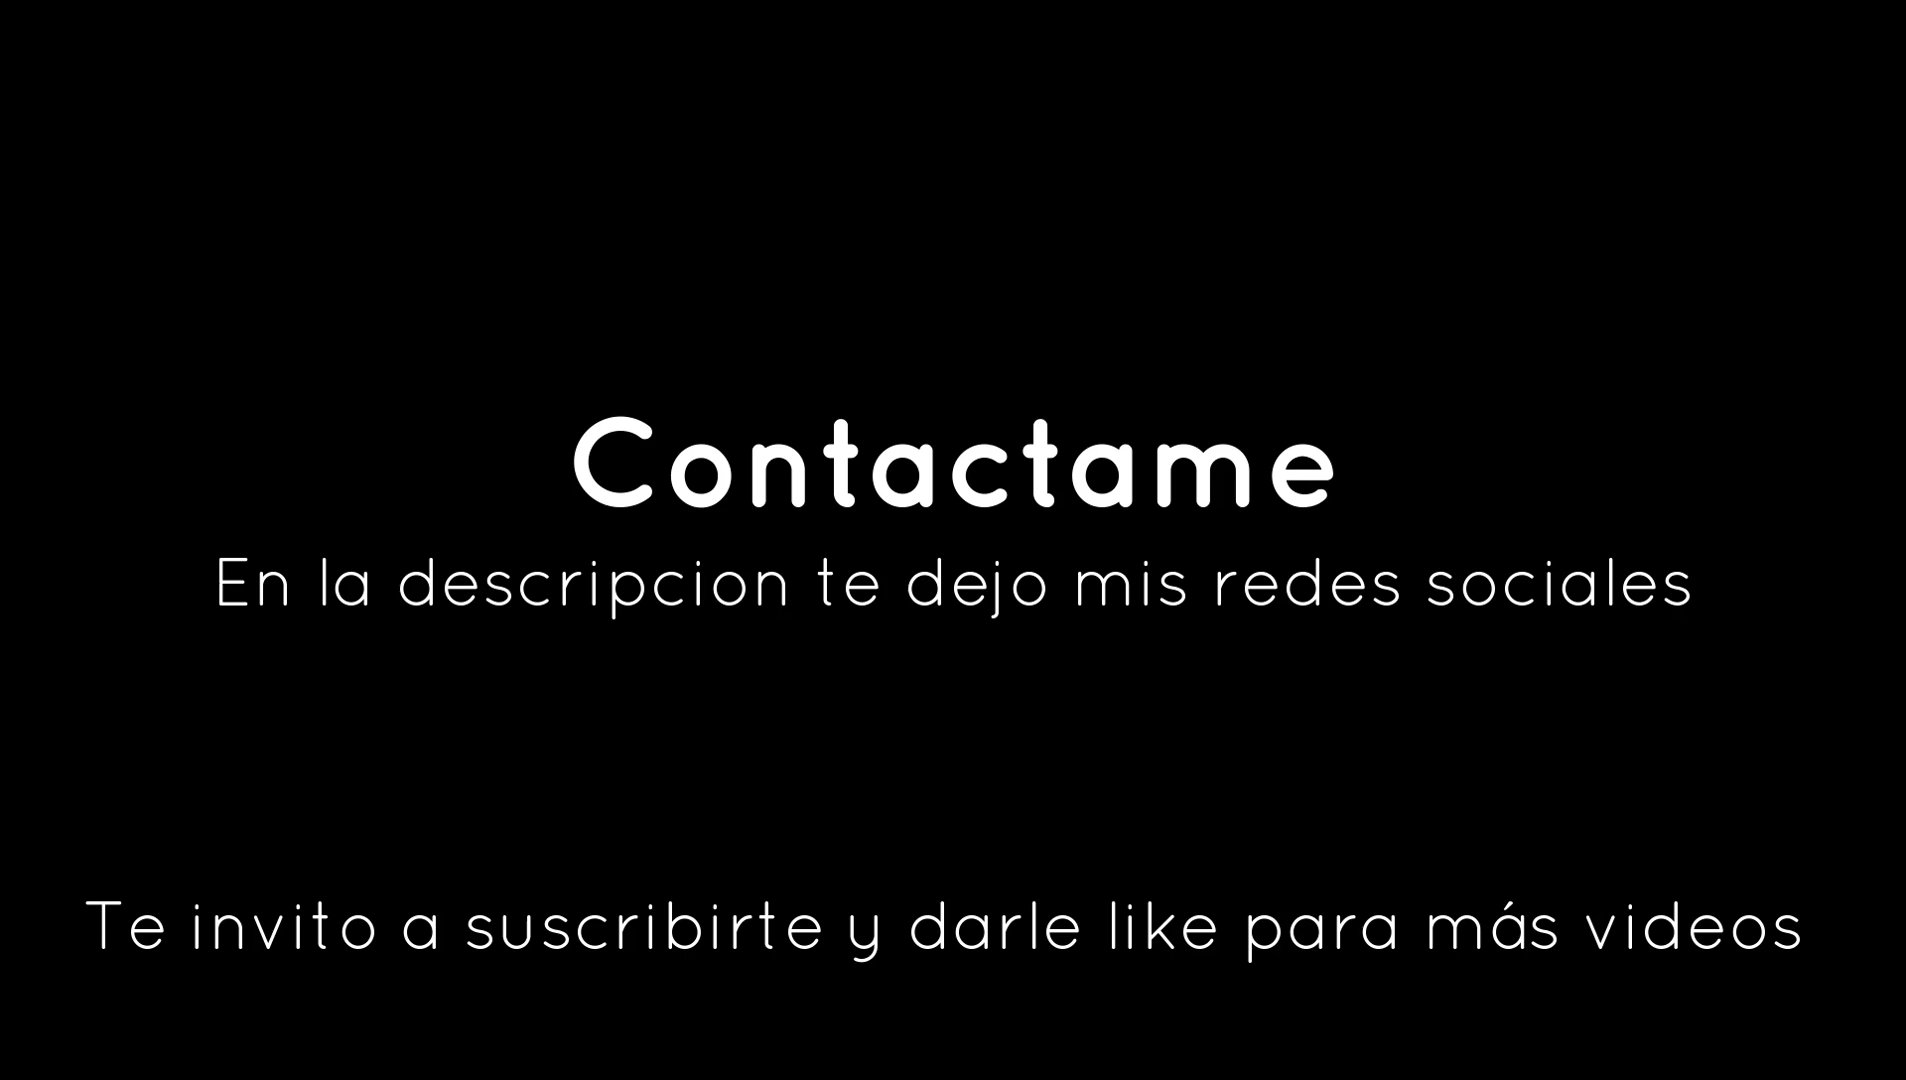 Contactame
En la descripcion te dejo mis redes sociales
Te invito a suscribirte y darle like para más videos